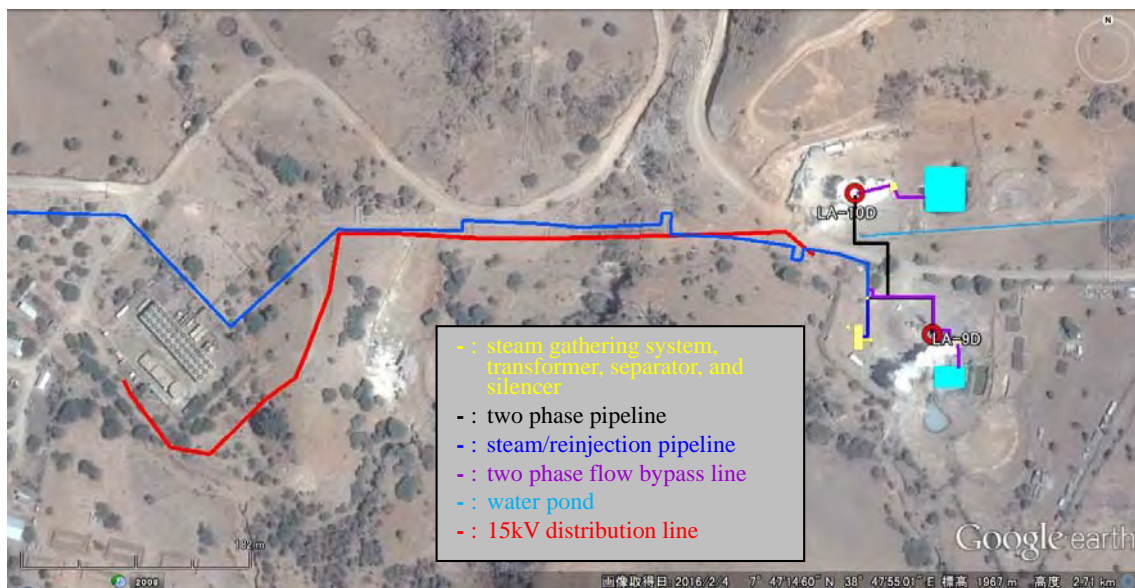 N
LA-10D
LA-9D
- : steam gathering system,
transformer, separator, and
silencer
- : two phase pipeline
- : steam/reinjection pipeline
- : two phase flow bypass line
- : water pond
- : 15kV distribution line
182 m
2009
Google earth
画像取得日 2016/2/4 7° 47'14.60" N 38° 47'55.01" E 標高 1967 m 高度 2.71 km